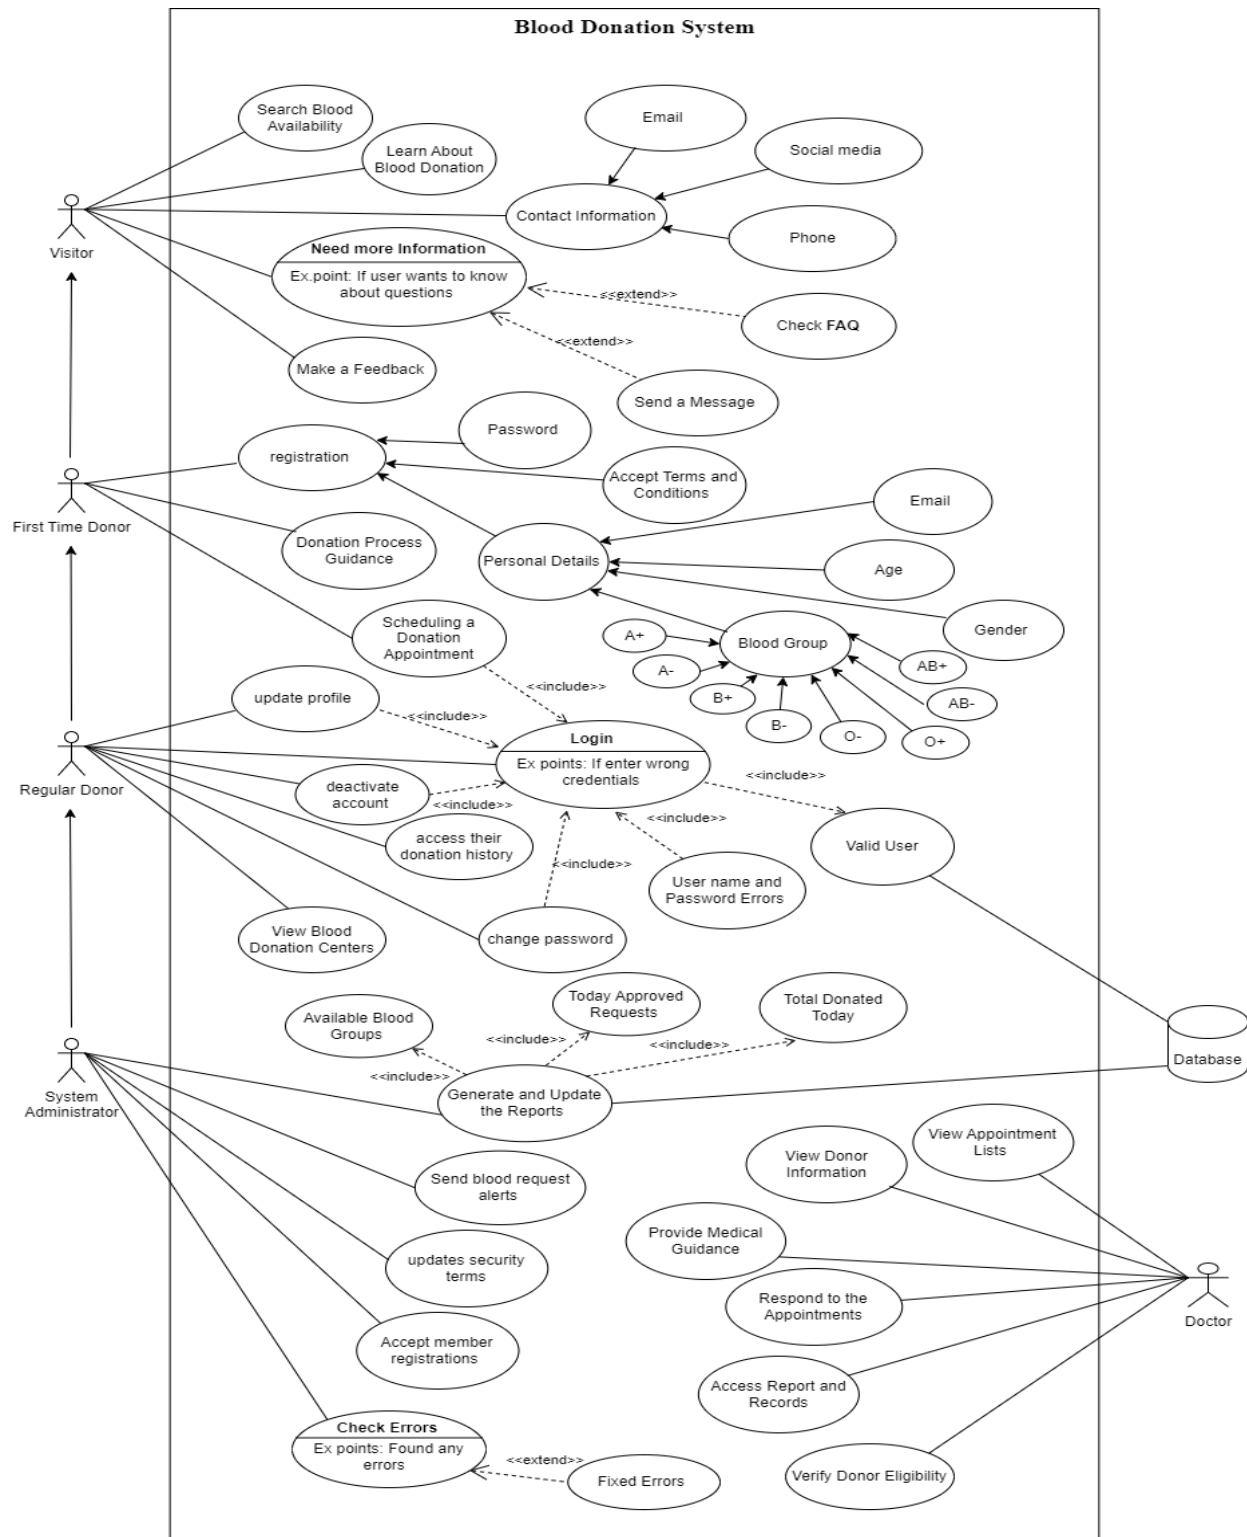 Blood Donation System
Search Blood
Availability
Email
Learn About
Blood Donation
Social media
Contact Information
Phone
Visitor
Need more Information
Ex.point: If user wants to know
about questions
<<extend>>
Check FAQ
<<extend>>
Make a Feedback
Send a Message
Password
registration
Accept Terms and
Conditions
Email
First Time Donor
Donation Process
Guidance
Personal Details
Age
Scheduling a
Donation
Appointment
Gender
A+
Blood Group
AB+
A-
B+
AB-
B-
O-
O+
<<include>>
update profile
<<include>>
Login
Ex points: If enter wrong
credentials
Regular Donor
<<include>>
deactivate
account
<<include>>
<<include>>
access their
donation history
Valid User
<<include>>
User name and
Password Errors
View Blood
Donation Centers
change password
Today Approved
Requests
Total Donated
Today
Available Blood
Groups
<<include>>
<<include>>
<<include>>
Database
System
Administrator
Generate and Update
the Reports
View Appointment
Lists
View Donor
Information
Send blood request
alerts
Provide Medical
Guidance
updates security
terms
Respond to the
Appointments
Doctor
Accept member
registrations
Access Report and
Records
Check Errors
Ex points: Found any
errors
<<extend>>
Fixed Errors
Verify Donor Eligibility